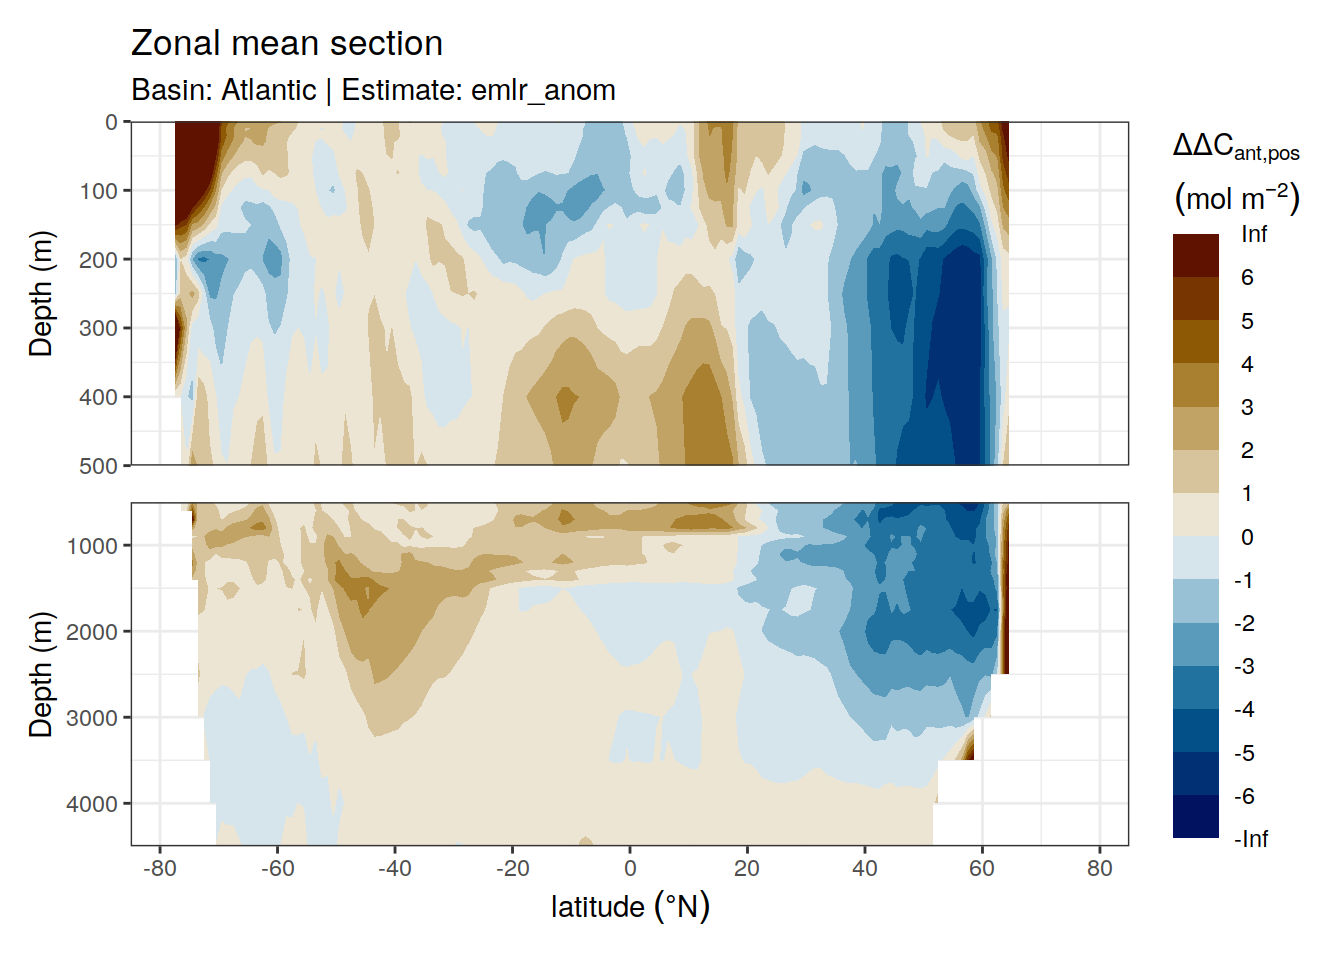 Zonal mean section
Basin: Atlantic | Estimate: emlr_anom
0
100
200
300
400
500
Depth (m)
1000
2000
3000
4000
Depth (m)
-80 -60 -40 -20 0 20 40 60 80
latitude (°N)
ΔΔC_ant,pos
(mol m⁻²)
Inf
6
5
4
3
2
1
0
-1
-2
-3
-4
-5
-6
-Inf